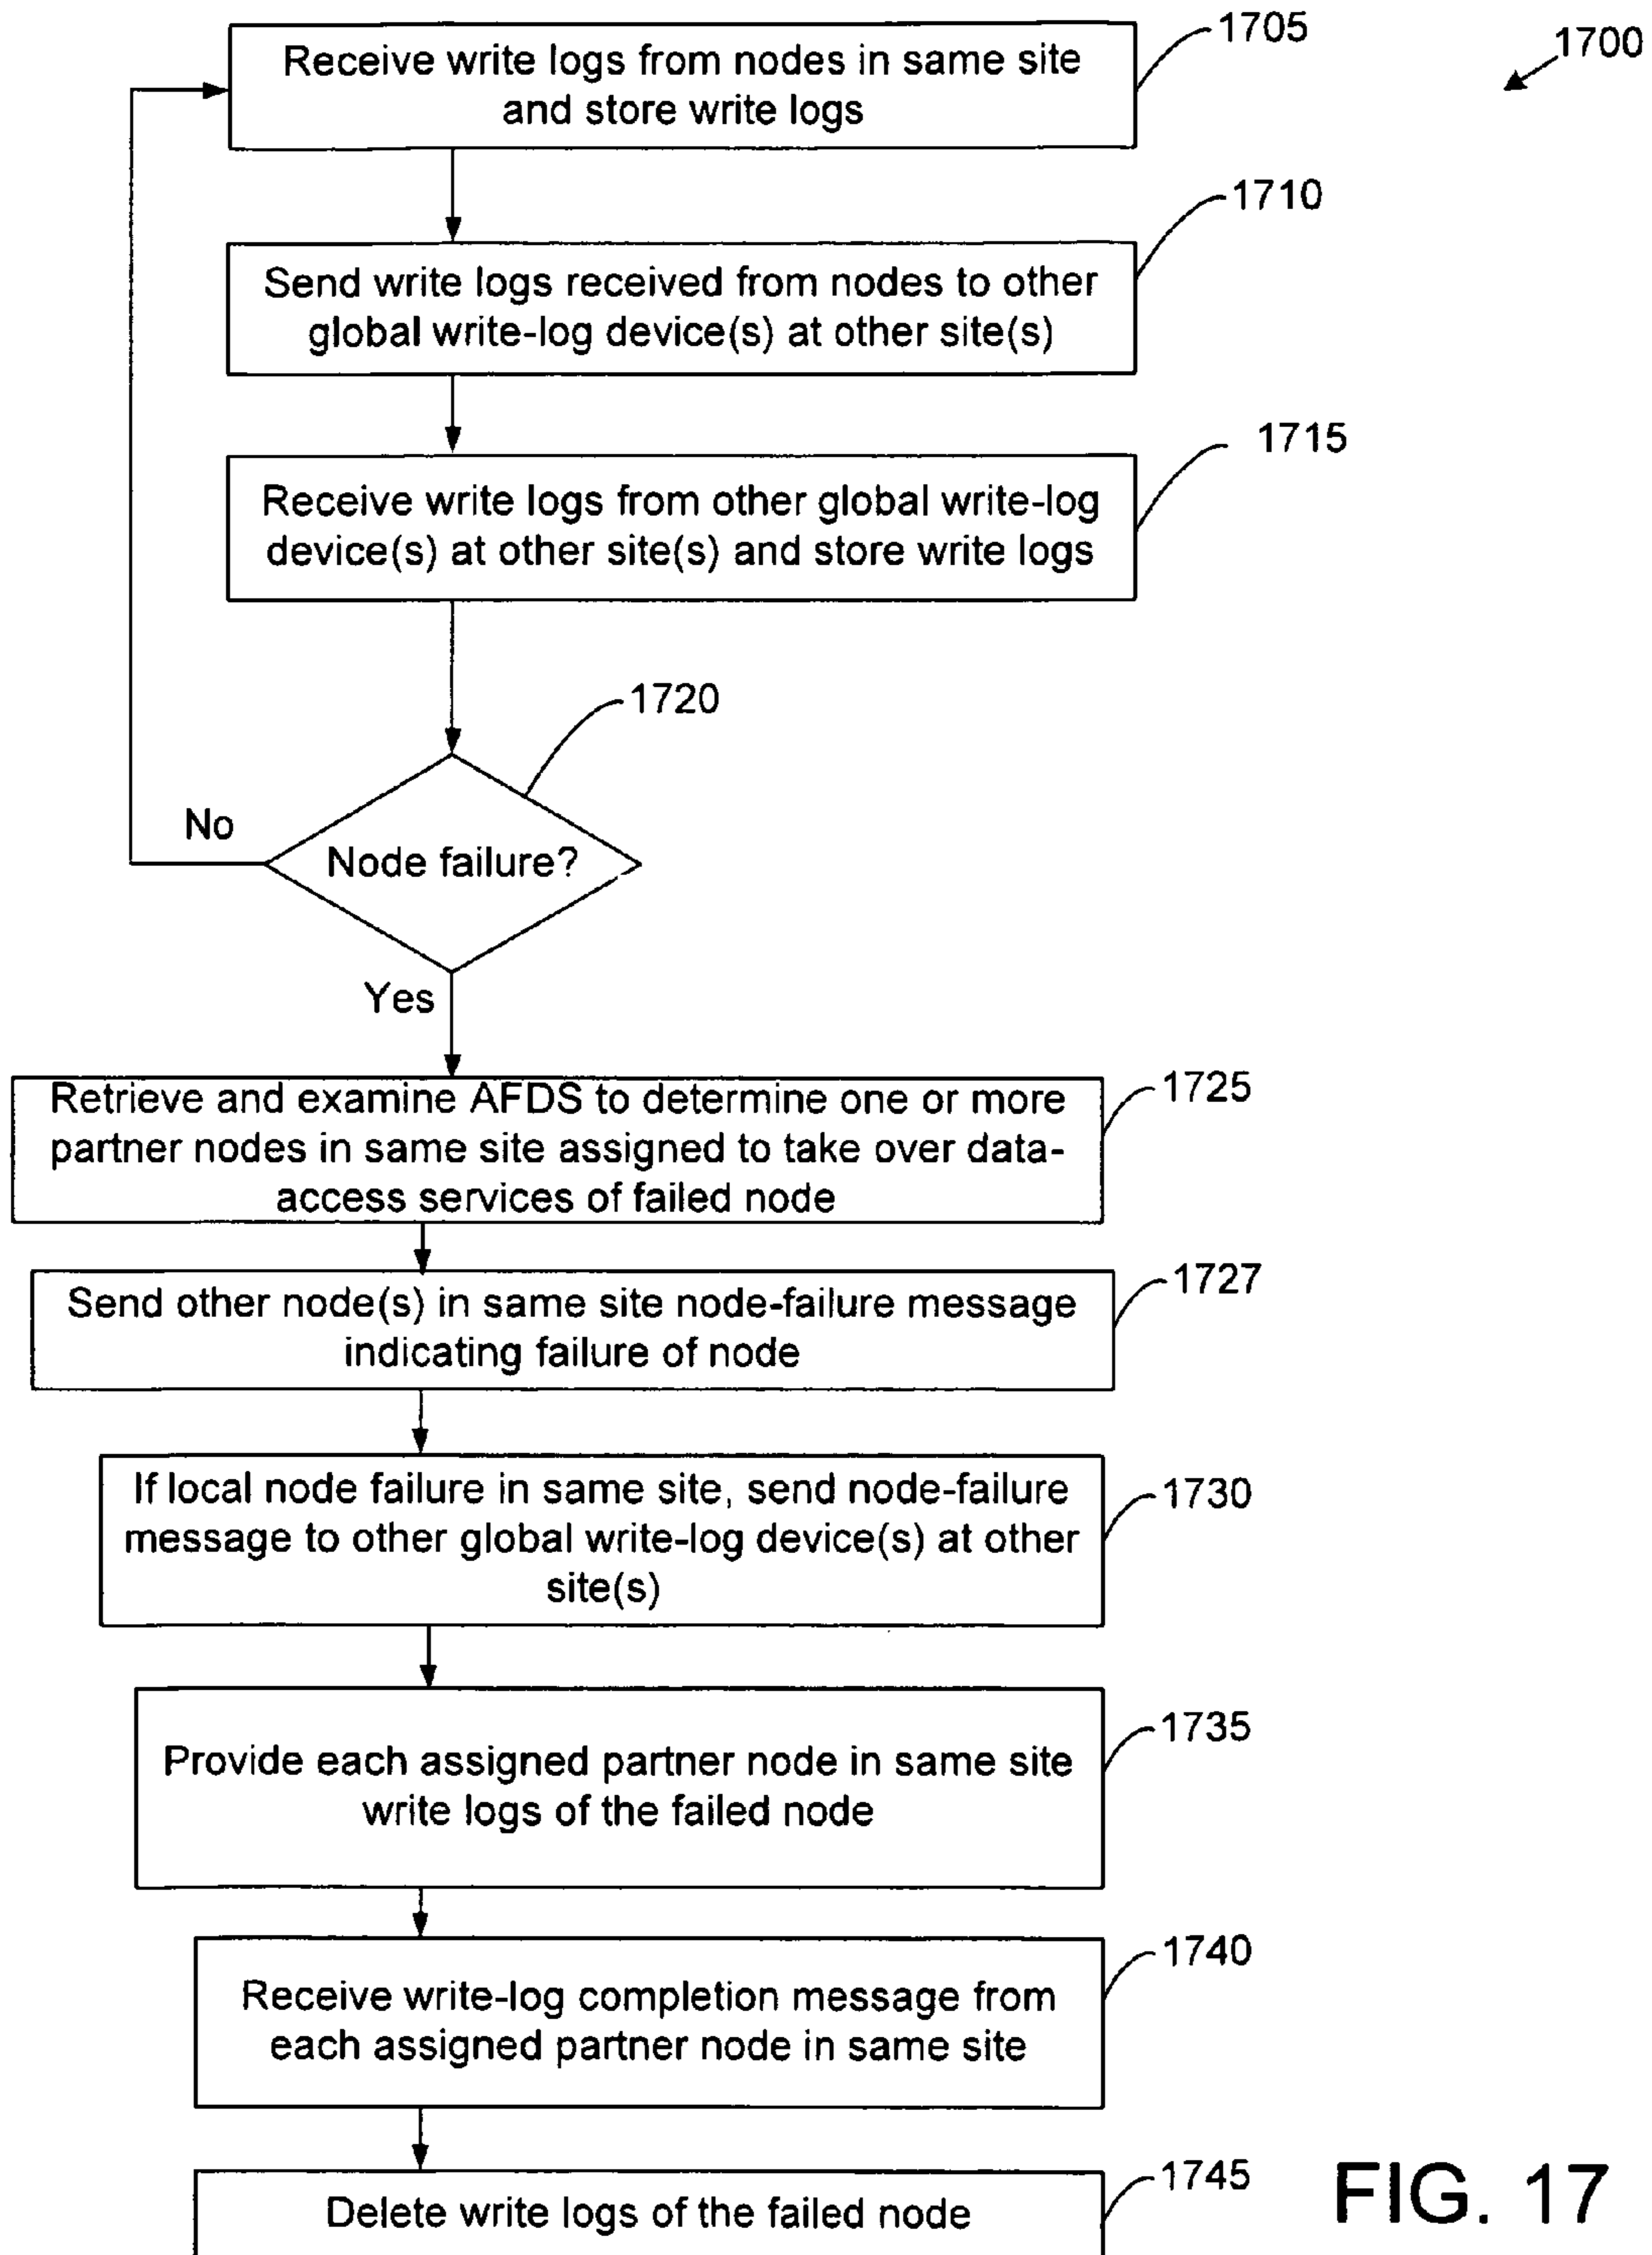 1700
1705
Receive write logs from nodes in same site
and store write logs
1710
Send write logs received from nodes to other
global write-log device(s) at other site(s)
1715
Receive write logs from other global write-log
device(s) at other site(s) and store write logs
1720
No
Node failure?
Yes
1725
Retrieve and examine AFDS to determine one or more
partner nodes in same site assigned to take over data-
access services of failed node
1727
Send other node(s) in same site node-failure message
indicating failure of node
1730
If local node failure in same site, send node-failure
message to other global write-log device(s) at other
site(s)
1735
Provide each assigned partner node in same site
write logs of the failed node
1740
Receive write-log completion message from
each assigned partner node in same site
1745
Delete write logs of the failed node
FIG. 17